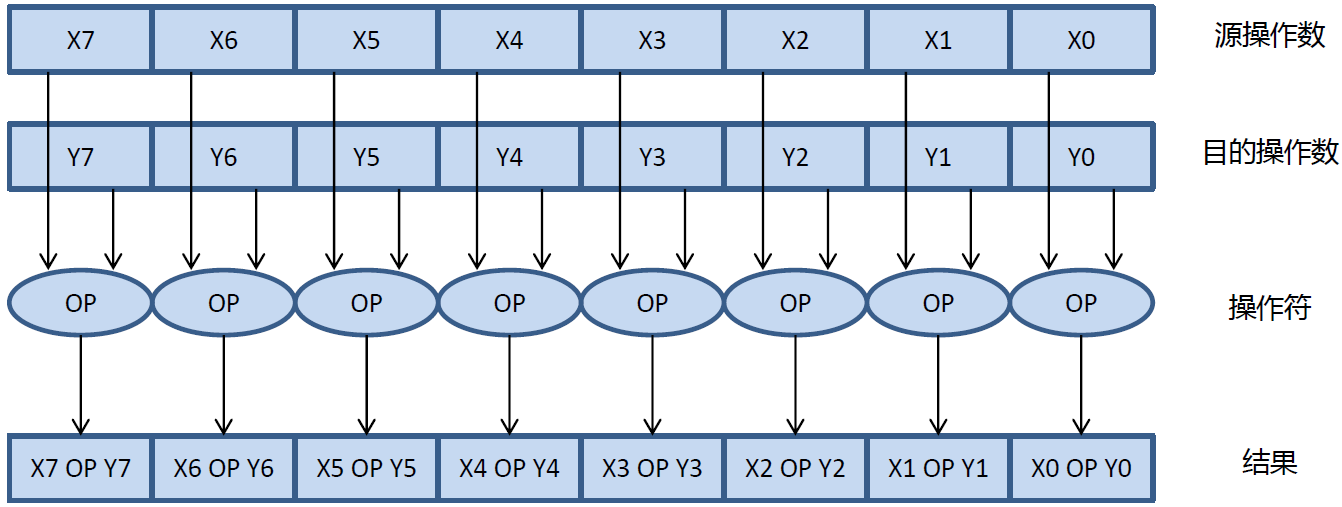 X7 X6 X5 X4 X3 X2 X1 X0 源操作数
Y7 Y6 Y5 Y4 Y3 Y2 Y1 Y0 目的操作数
OP OP OP OP OP OP OP OP 操作符
X7 OP Y7 X6 OP Y6 X5 OP Y5 X4 OP Y4 X3 OP Y3 X2 OP Y2 X1 OP Y1 X0 OP Y0 结果